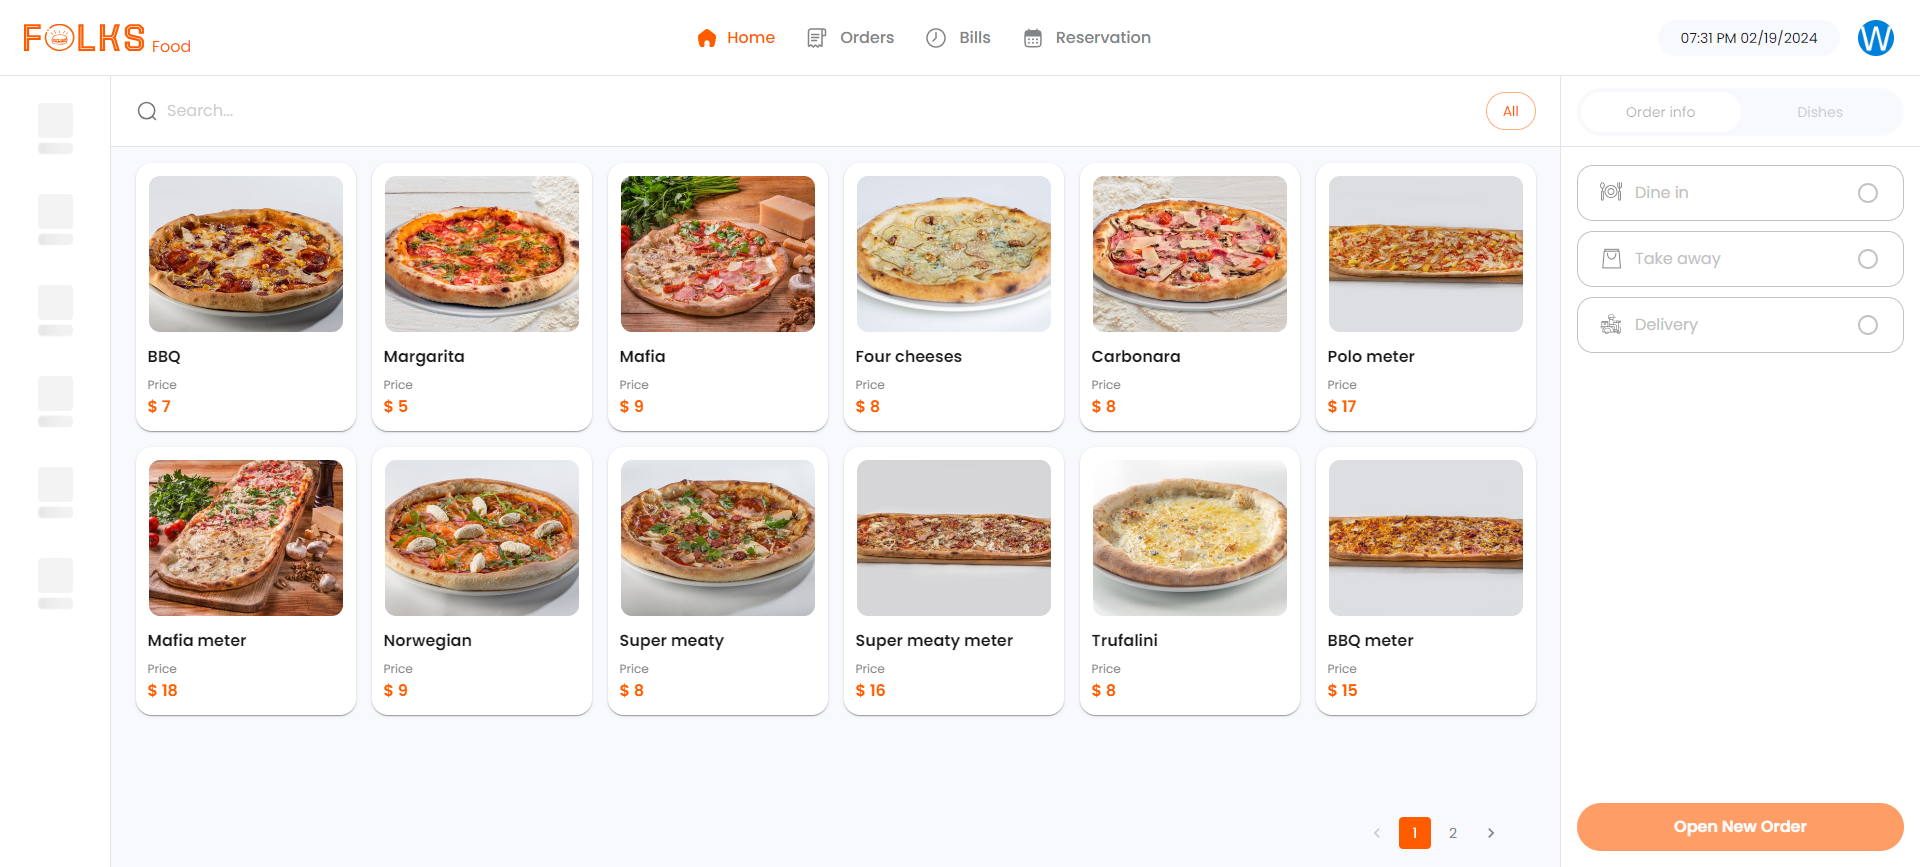 FOLKS Food
Home
Orders
Bills
Reservation
07:31 PM 02/19/2024
W
Search...
All
Order info
Dishes
BBQ
Price
$ 7
Margarita
Price
$ 5
Mafia
Price
$ 9
Four cheeses
Price
$ 8
Carbonara
Price
$ 8
Polo meter
Price
$ 17
Mafia meter
Price
$ 18
Norwegian
Price
$ 9
Super meaty
Price
$ 8
Super meaty meter
Price
$ 16
Trufalini
Price
$ 8
BBQ meter
Price
$ 15
1
2
Dine in
Take away
Delivery
Open New Order